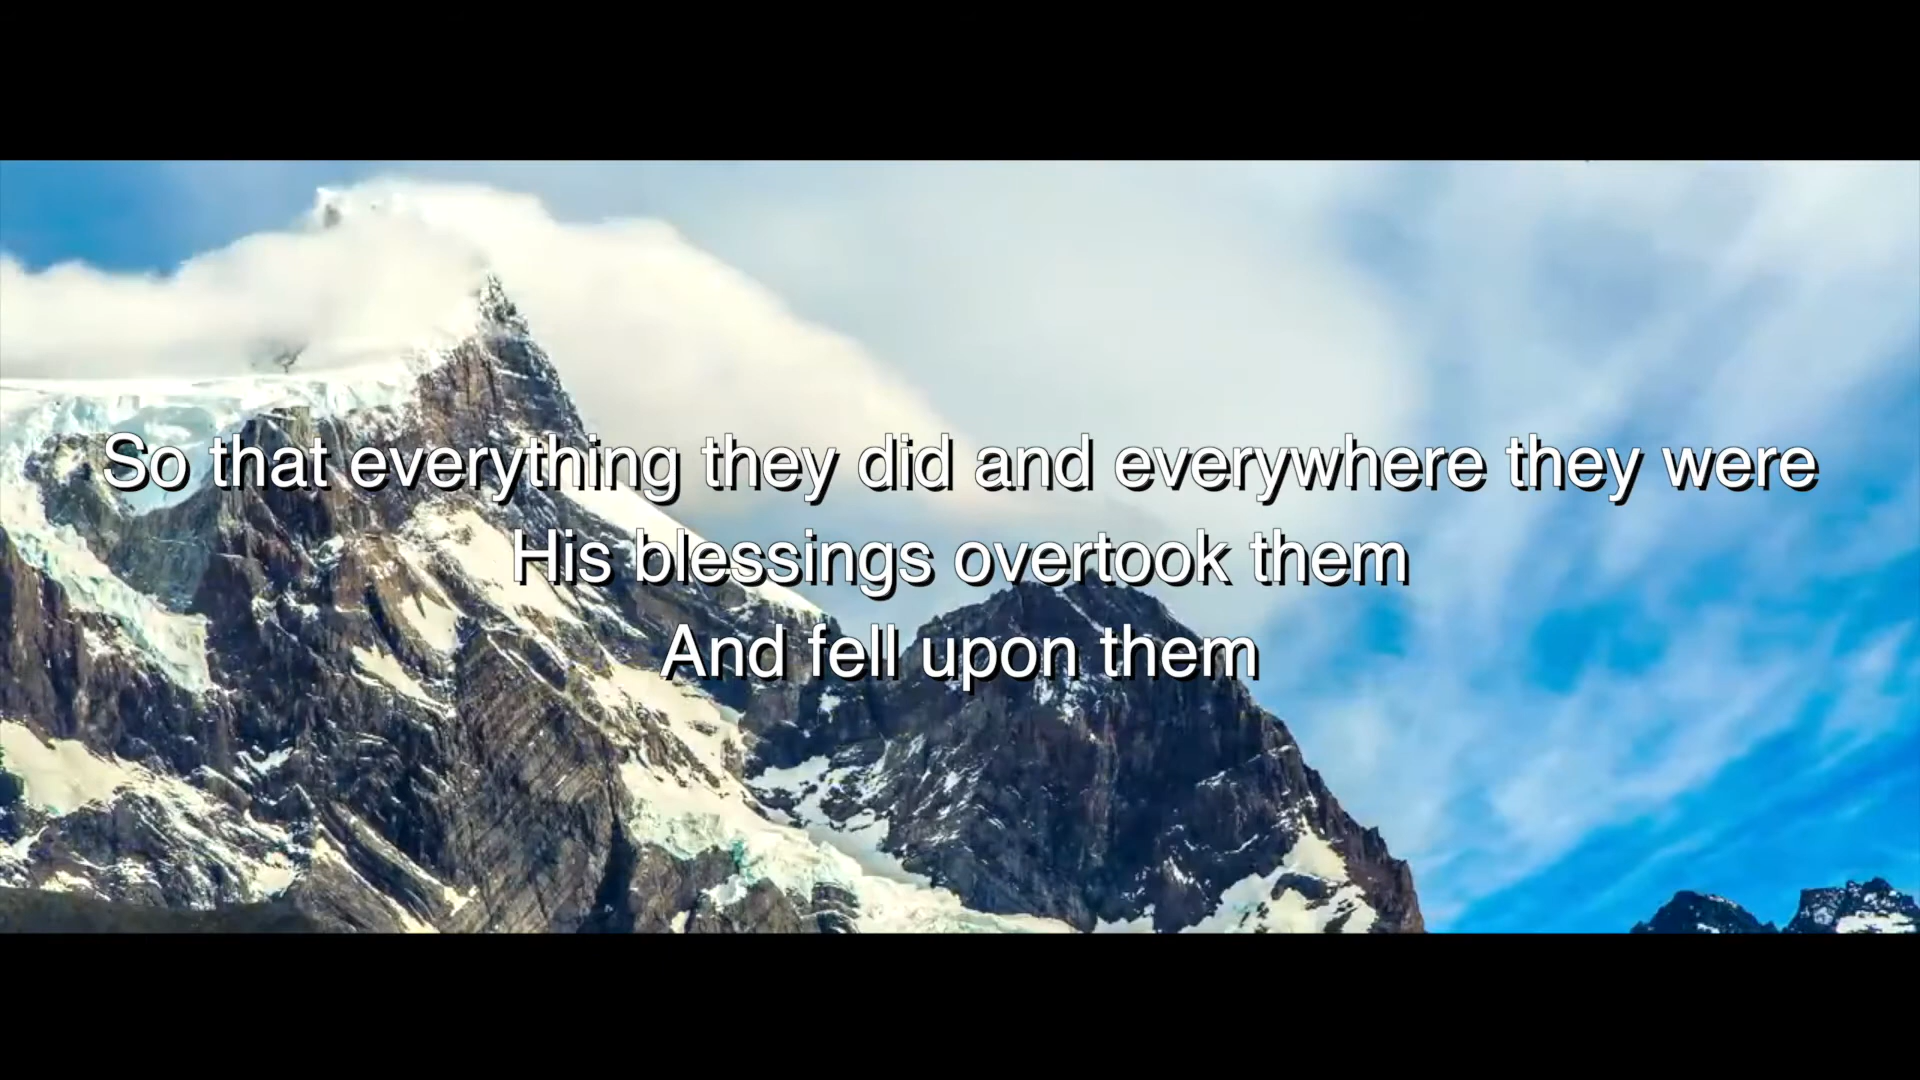 So that everything they did and everywhere they were
His blessings overtook them
And fell upon them